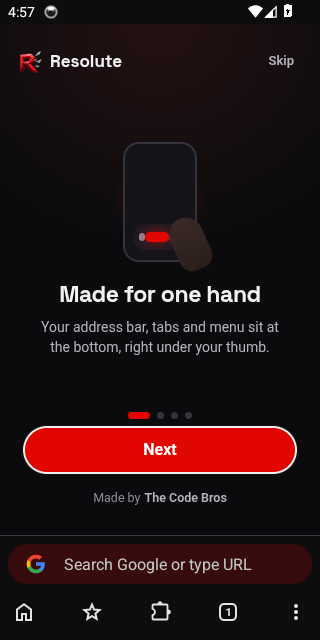 4:57
Resolute
Skip
Made for one hand
Your address bar, tabs and menu sit at
the bottom, right under your thumb.
Next
Made by The Code Bros
Search Google or type URL
1